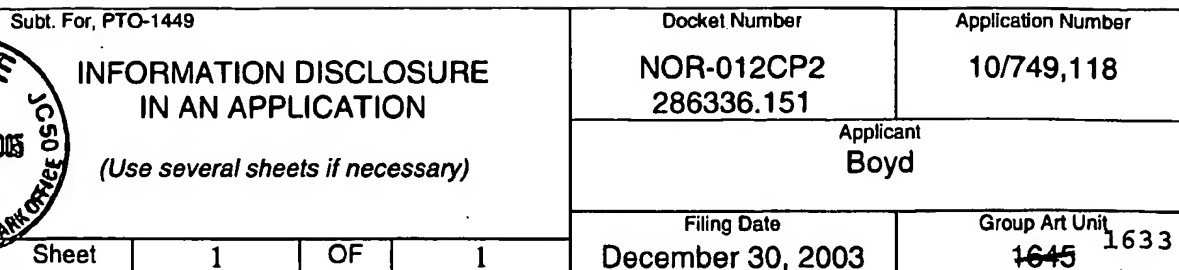 Subt. For, PTO-1449
INFORMATION DISCLOSURE
IN AN APPLICATION
(Use several sheets if necessary)
Sheet 1 OF 1
Docket Number
NOR-012CP2
286336.151
Application Number
10/749,118
Applicant
Boyd
Filing Date
December 30, 2003
Group Art Unit
1645 1633
JC50